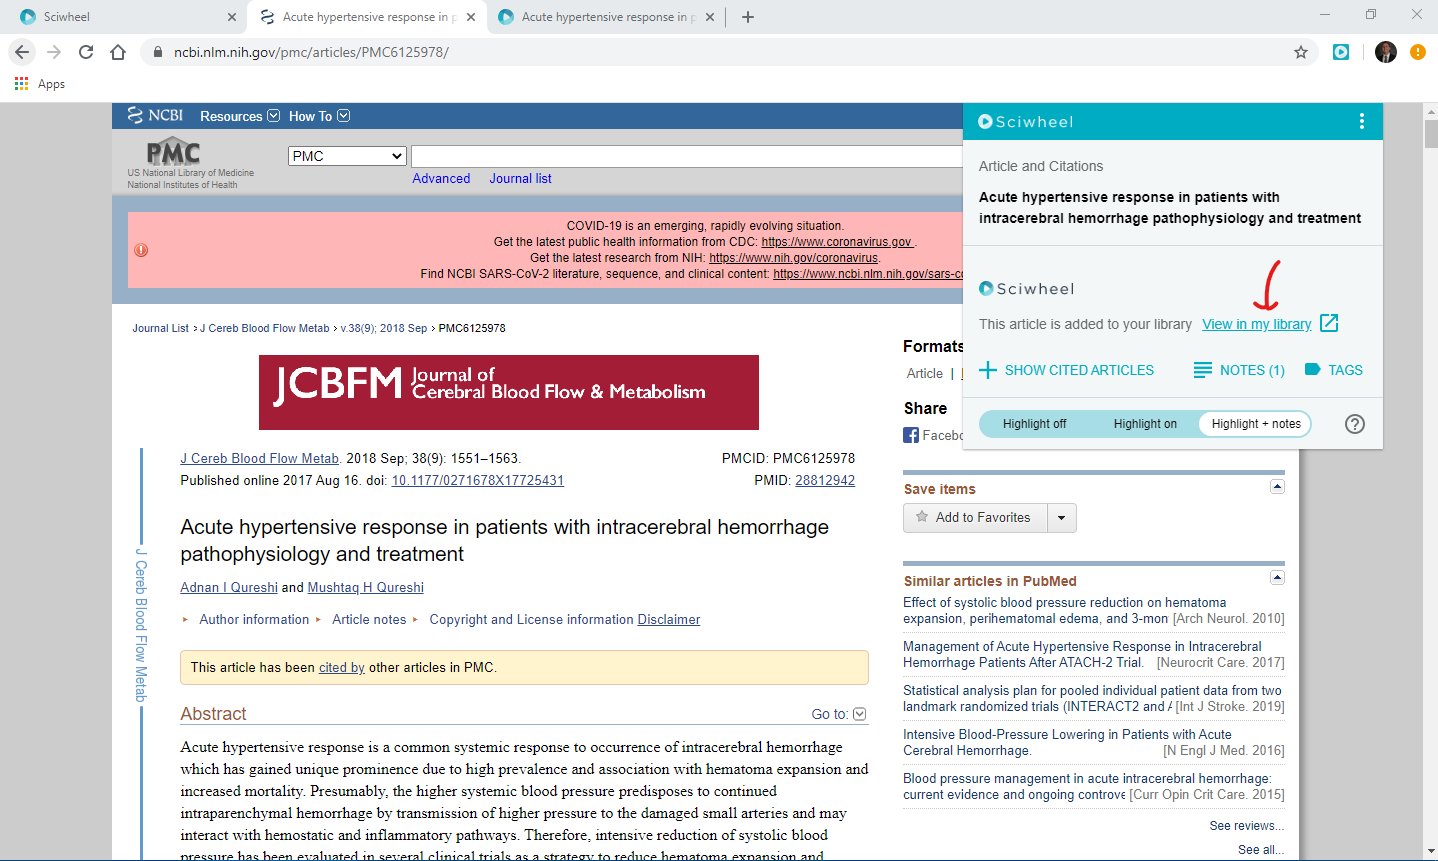 Sciwheel
Acute hypertensive response in p
Acute hypertensive response in p
ncbi.nlm.nih.gov/pmc/articles/PMC6125978/
Apps
NCBI Resources How To
PMC
US National Library of Medicine
National Institutes of Health
PMC
Advanced Journal list
COVID-19 is an emerging, rapidly evolving situation.
Get the latest public health information from CDC: https://www.coronavirus.gov .
Get the latest research from NIH: https://www.nih.gov/coronavirus.
Find NCBI SARS-CoV-2 literature, sequence, and clinical content: https://www.ncbi.nlm.nih.gov/sars-co
Sciwheel
Article and Citations
Acute hypertensive response in patients with
intracerebral hemorrhage pathophysiology and treatment
Sciwheel
This article is added to your library View in my library
SHOW CITED ARTICLES NOTES (1) TAGS
Highlight off Highlight on Highlight + notes
Journal List > J Cereb Blood Flow Metab > v.38(9); 2018 Sep > PMC6125978
JCBFM Journal of
Cerebral Blood Flow & Metabolism
J Cereb Blood Flow Metab
J Cereb Blood Flow Metab. 2018 Sep; 38(9): 1551–1563. PMCID: PMC6125978
Published online 2017 Aug 16. doi: 10.1177/0271678X17725431 PMID: 28812942
Acute hypertensive response in patients with intracerebral hemorrhage
pathophysiology and treatment
Adnan I Qureshi and Mushtaq H Qureshi
Author information Article notes Copyright and License information Disclaimer
This article has been cited by other articles in PMC.
Abstract Go to:
Acute hypertensive response is a common systemic response to occurrence of intracerebral hemorrhage
which has gained unique prominence due to high prevalence and association with hematoma expansion and
increased mortality. Presumably, the higher systemic blood pressure predisposes to continued
intraparenchymal hemorrhage by transmission of higher pressure to the damaged small arteries and may
interact with hemostatic and inflammatory pathways. Therefore, intensive reduction of systolic blood
pressure has been evaluated in several clinical trials as a strategy to reduce hematoma expansion and
Formats
Article |
Share
Facebo
Save items
Add to Favorites
Similar articles in PubMed
Effect of systolic blood pressure reduction on hematoma
expansion, perihematomal edema, and 3-mon [Arch Neurol. 2010]
Management of Acute Hypertensive Response in Intracerebral
Hemorrhage Patients After ATACH-2 Trial. [Neurocrit Care. 2017]
Statistical analysis plan for pooled individual patient data from two
landmark randomized trials (INTERACT2 and A [Int J Stroke. 2019]
Intensive Blood-Pressure Lowering in Patients with Acute
Cerebral Hemorrhage. [N Engl J Med. 2016]
Blood pressure management in acute intracerebral hemorrhage:
current evidence and ongoing controve [Curr Opin Crit Care. 2015]
See reviews...
See all...